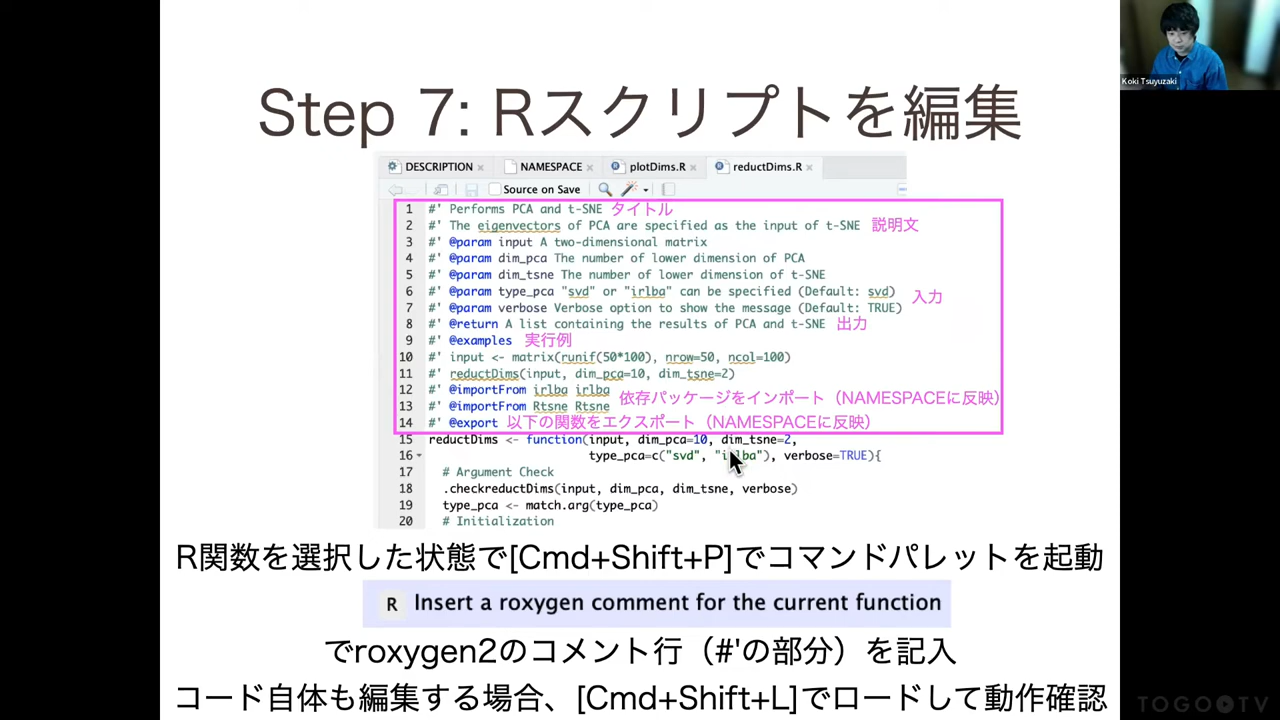 Koki Tsuyuzaki
Step 7: Rスクリプトを編集
DESCRIPTION × NAMESPACE × plotDims.R × reductDims.R ×
Source on Save
1 #' Performs PCA and t-SNE タイトル
2 #' The eigenvectors of PCA are specified as the input of t-SNE 説明文
3 #' @param input A two-dimensional matrix
4 #' @param dim_pca The number of lower dimension of PCA
5 #' @param dim_tsne The number of lower dimension of t-SNE
6 #' @param type_pca "svd" or "irlba" can be specified (Default: svd)
入力
7 #' @param verbose Verbose option to show the message (Default: TRUE)
8 #' @return A list containing the results of PCA and t-SNE 出力
9 #' @examples 実行例
10 #' input <- matrix(runif(50*100), nrow=50, ncol=100)
11 #' reductDims(input, dim_pca=10, dim_tsne=2)
12 #' @importFrom irlba irlba
依存パッケージをインポート（NAMESPACEに反映）
13 #' @importFrom Rtsne Rtsne
14 #' @export 以下の関数をエクスポート（NAMESPACEに反映）
15 reductDims <- function(input, dim_pca=10, dim_tsne=2,
16 type_pca=c("svd", "irlba"), verbose=TRUE){
17 # Argument Check
18 .checkreductDims(input, dim_pca, dim_tsne, verbose)
19 type_pca <- match.arg(type_pca)
20 # Initialization
R関数を選択した状態で[Cmd+Shift+P]でコマンドパレットを起動
R Insert a roxygen comment for the current function
でroxygen2のコメント行（#'の部分）を記入
コード自体も編集する場合、[Cmd+Shift+L]でロードして動作確認
TOGOTV